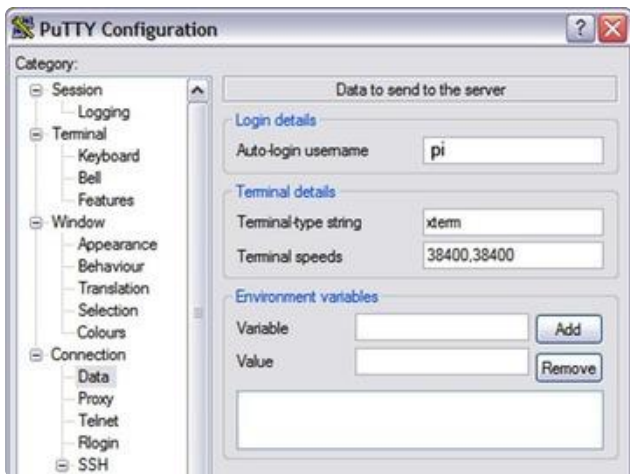 PuTTY Configuration
Category:
Session
Logging
Terminal
Keyboard
Bell
Features
Window
Appearance
Behaviour
Translation
Selection
Colours
Connection
Data
Proxy
Telnet
Rlogin
SSH
Data to send to the server
Login details
Auto-login username pi
Terminal details
Terminal-type string xterm
Terminal speeds 38400,38400
Environment variables
Variable Add
Value Remove